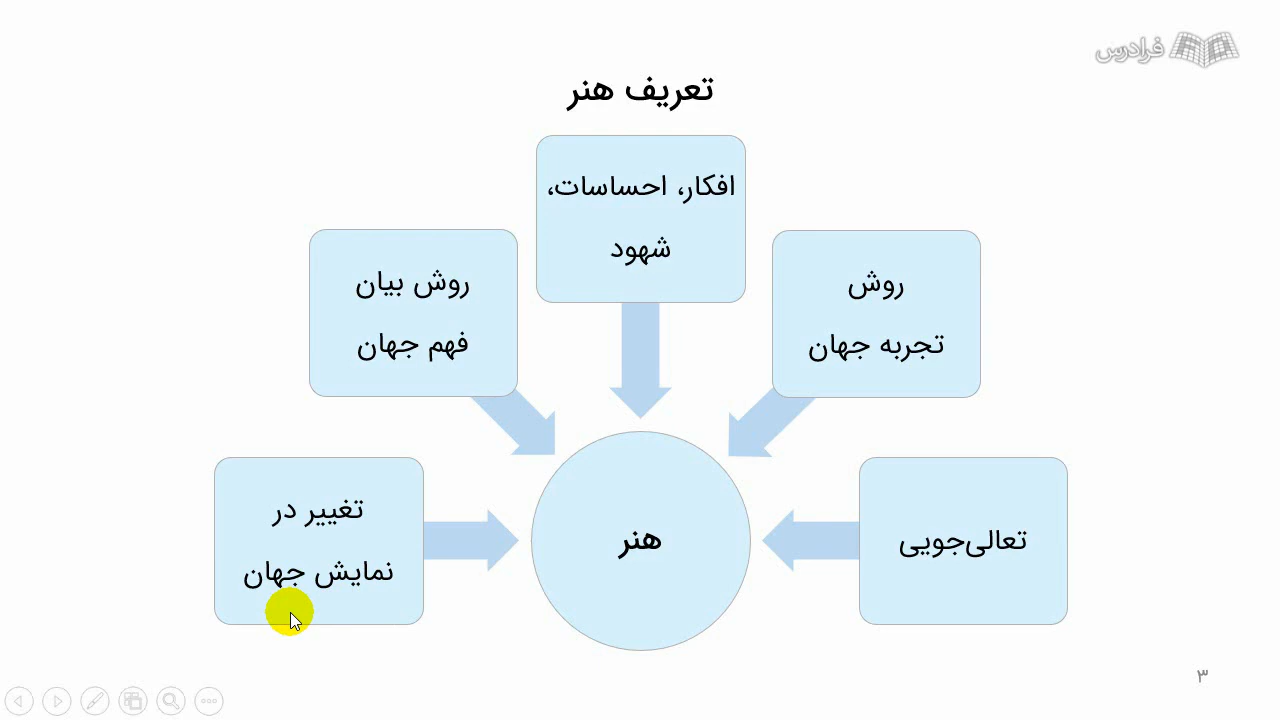 فرادرس
تعریف هنر
افکار، احساسات،
شهود
روش
تجربه جهان
روش بیان
فهم جهان
تعالی‌جویی
هنر
تغییر در
نمایش جهان
۳